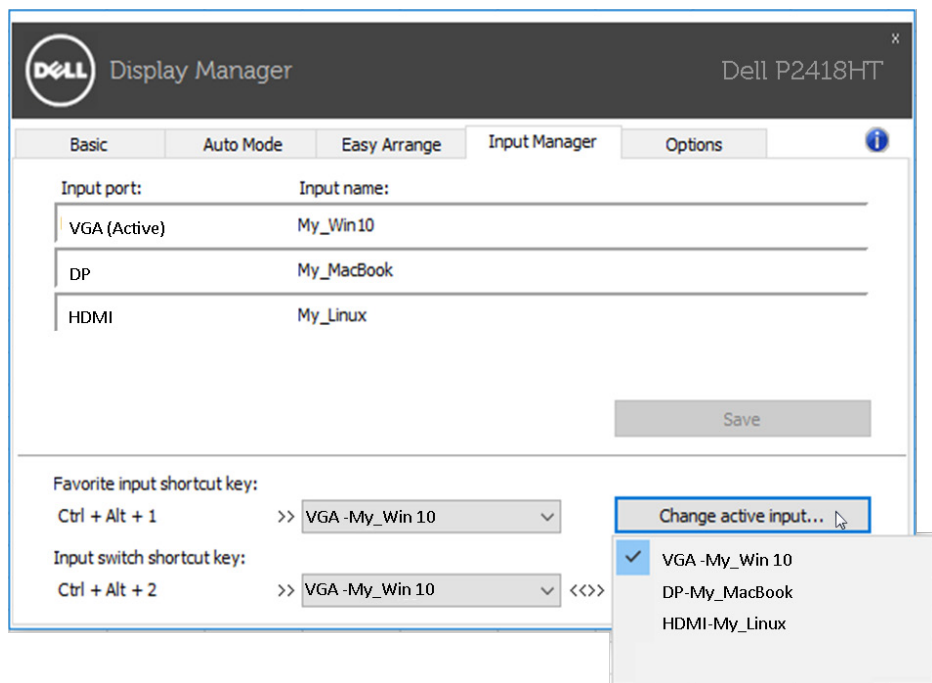 x
DELL Display Manager Dell P2418HT
Basic Auto Mode Easy Arrange Input Manager Options i
Input port: Input name:
VGA (Active) My_Win10
DP My_MacBook
HDMI My_Linux
Save
Favorite input shortcut key:
Ctrl + Alt + 1 >> VGA -My_Win 10 Change active input...
Input switch shortcut key:
Ctrl + Alt + 2 >> VGA -My_Win 10 <<>>
VGA -My_Win 10
DP-My_MacBook
HDMI-My_Linux